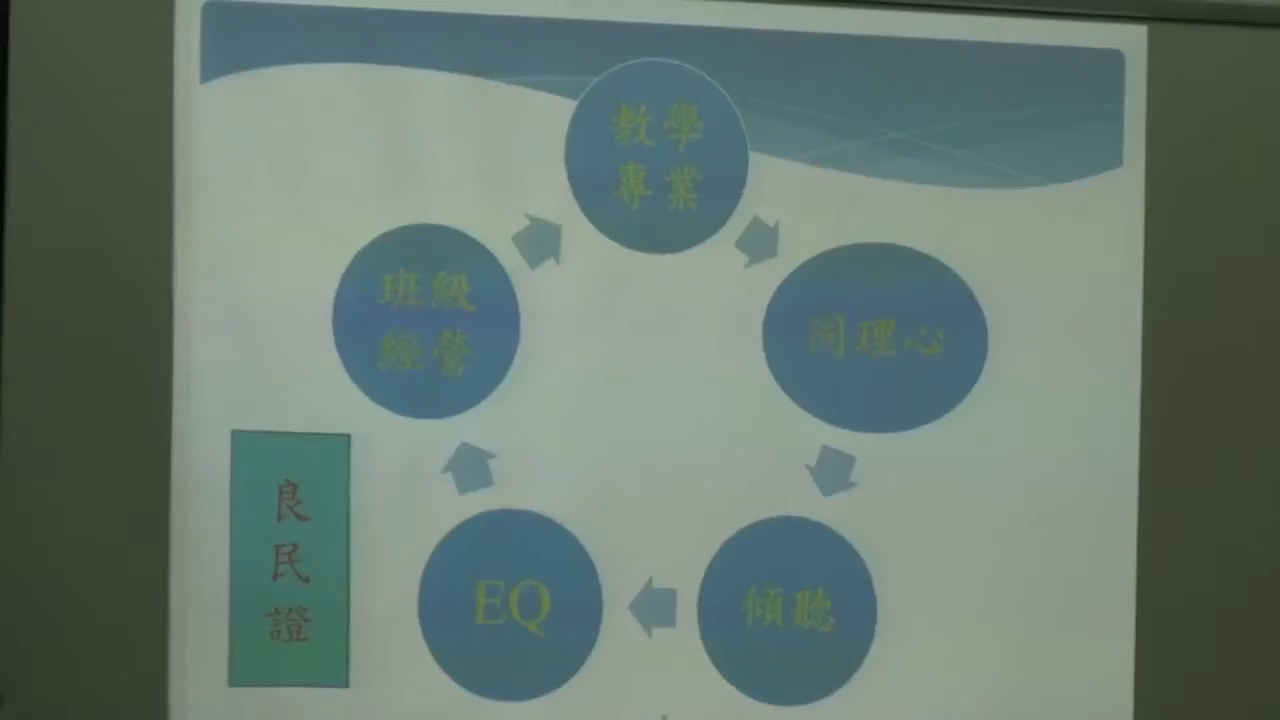 教學
專業
班級
經營
同理心
良
民
證
EQ
傾聽